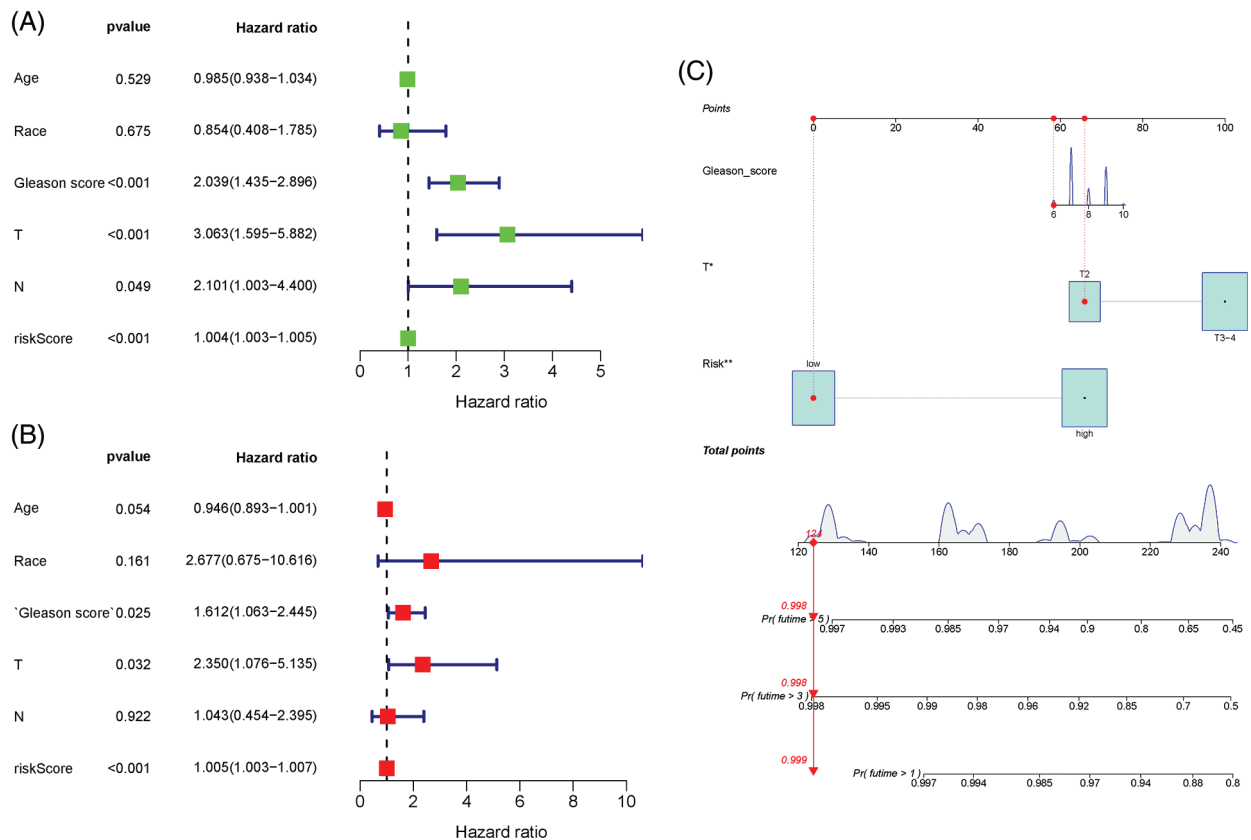 (A)
pvalue Hazard ratio
Age 0.529 0.985(0.938−1.034)
Race 0.675 0.854(0.408−1.785)
Gleason score <0.001 2.039(1.435−2.896)
T <0.001 3.063(1.595−5.882)
N 0.049 2.101(1.003−4.400)
riskScore <0.001 1.004(1.003−1.005)
0 1 2 3 4 5
Hazard ratio
(B)
pvalue Hazard ratio
Age 0.054 0.946(0.893−1.001)
Race 0.161 2.677(0.675−10.616)
`Gleason score` 0.025 1.612(1.063−2.445)
T 0.032 2.350(1.076−5.135)
N 0.922 1.043(0.454−2.395)
riskScore <0.001 1.005(1.003−1.007)
0 2 4 6 8 10
Hazard ratio
(C)
Points
0 20 40 60 80 100
Gleason_score
6 7 8 9 10
T*
T2
T3−4
Risk**
low
high
Total points
124
120 140 160 180 200 220 240
0.998
Pr( futime > 5 )
0.997 0.993 0.985 0.97 0.94 0.9 0.8 0.65 0.45
0.998
Pr( futime > 3 )
0.998 0.995 0.99 0.98 0.96 0.92 0.85 0.7 0.5
0.999
Pr( futime > 1 )
0.997 0.994 0.985 0.97 0.94 0.88 0.8